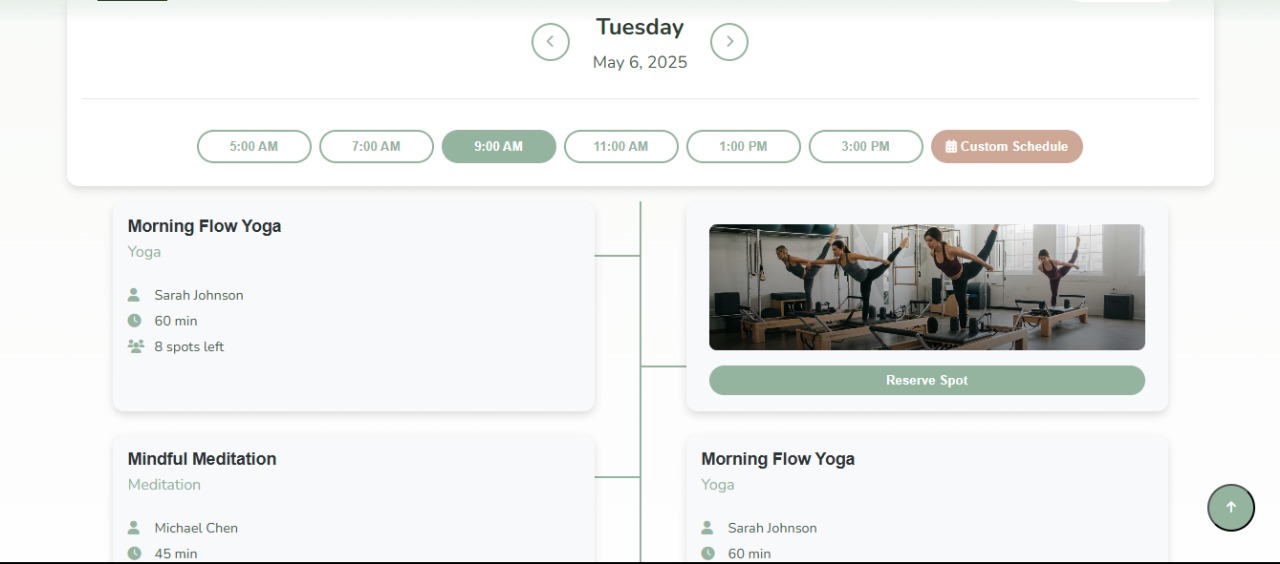 Tuesday
May 6, 2025
5:00 AM
7:00 AM
9:00 AM
11:00 AM
1:00 PM
3:00 PM
Custom Schedule
Morning Flow Yoga
Yoga
Sarah Johnson
60 min
8 spots left
Reserve Spot
Mindful Meditation
Meditation
Michael Chen
45 min
Morning Flow Yoga
Yoga
Sarah Johnson
60 min